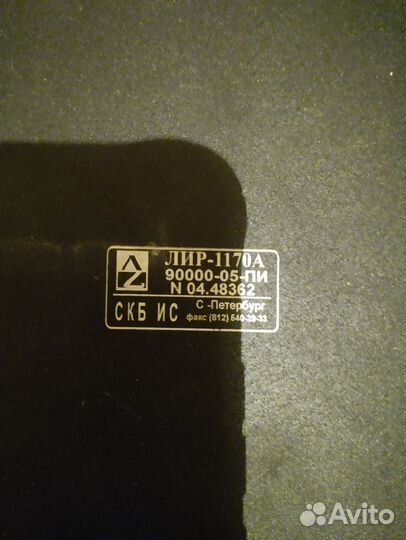 ЛИР-1170А
90000-05-ПИ
N 04.48362
СКБ ИС
С -Петербург
факс (812) 540-29-33
Avito